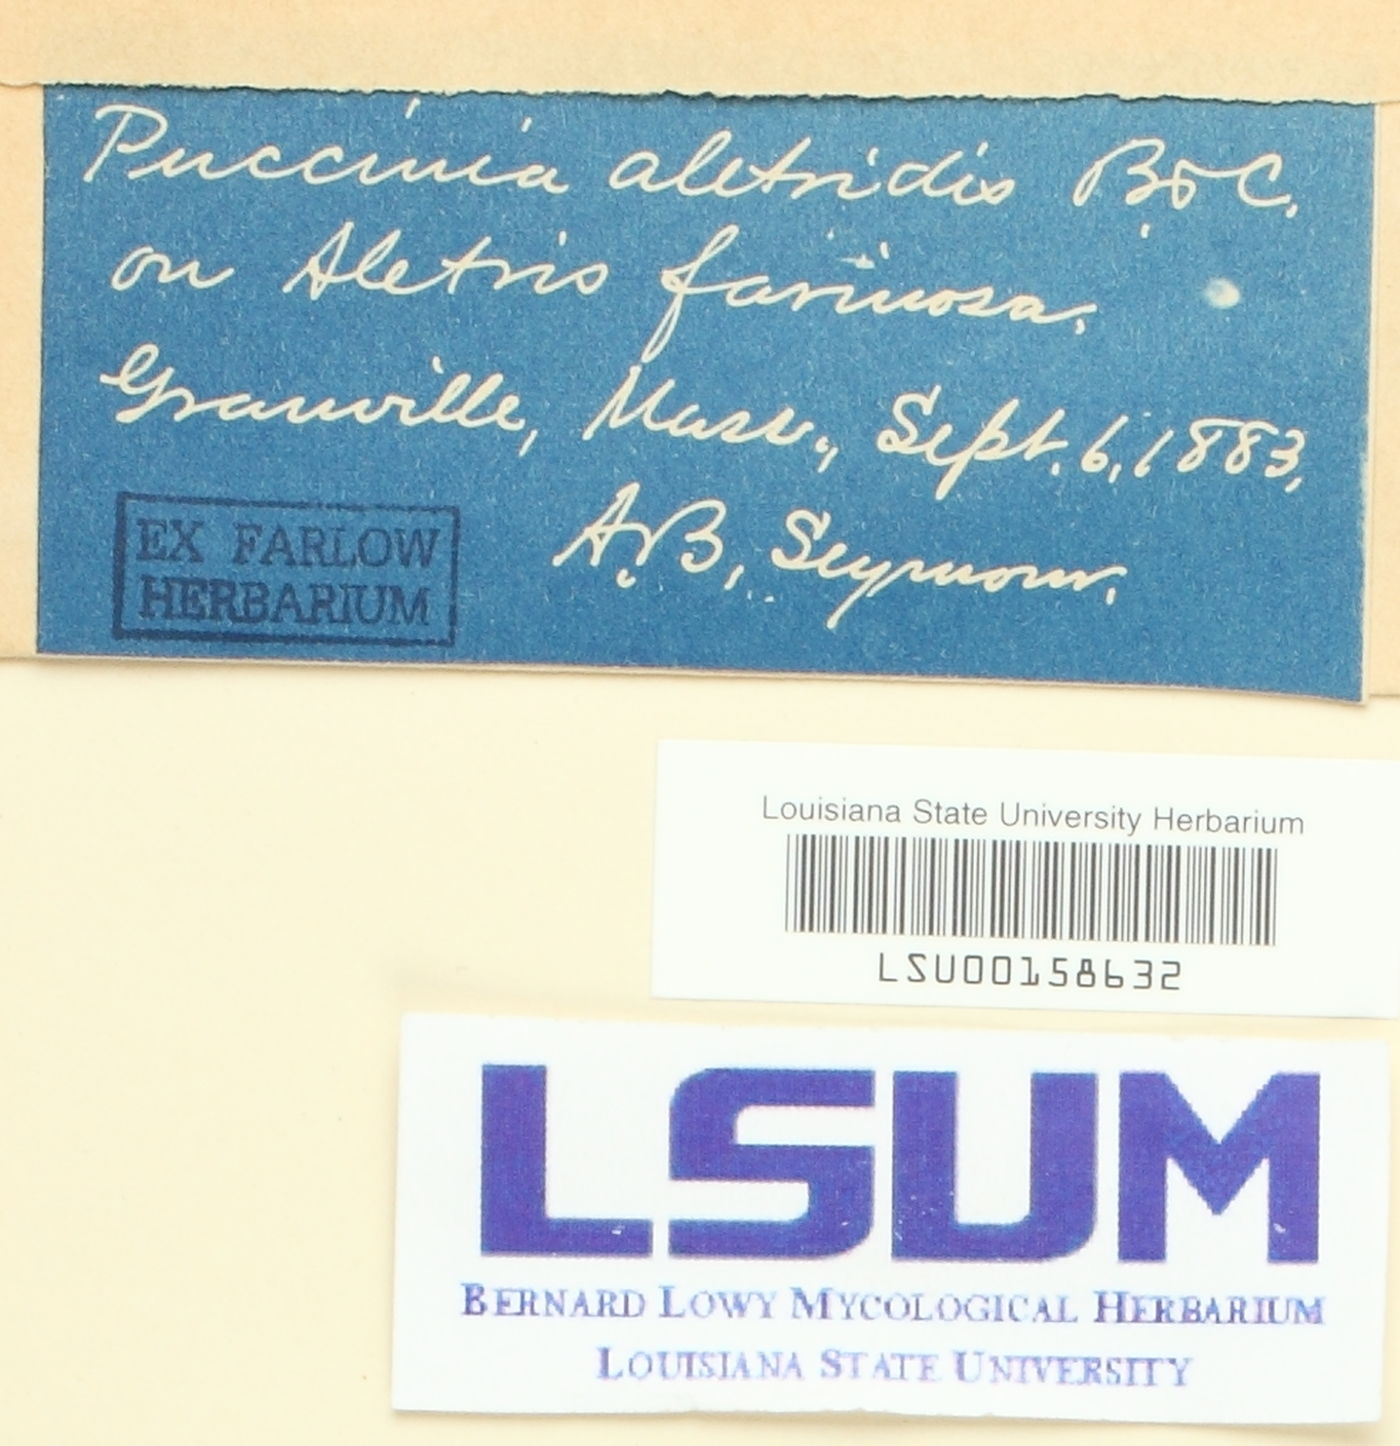 Puccinia aletridis B&C.
on Aletris farinosa.
Granville, Mass., Sept. 6, 1883,
A. B. Seymour.
EX FARLOW
HERBARIUM
Louisiana State University Herbarium
LSU00158632
LSUM
BERNARD LOWY MYCOLOGICAL HERBARIUM
LOUISIANA STATE UNIVERSITY